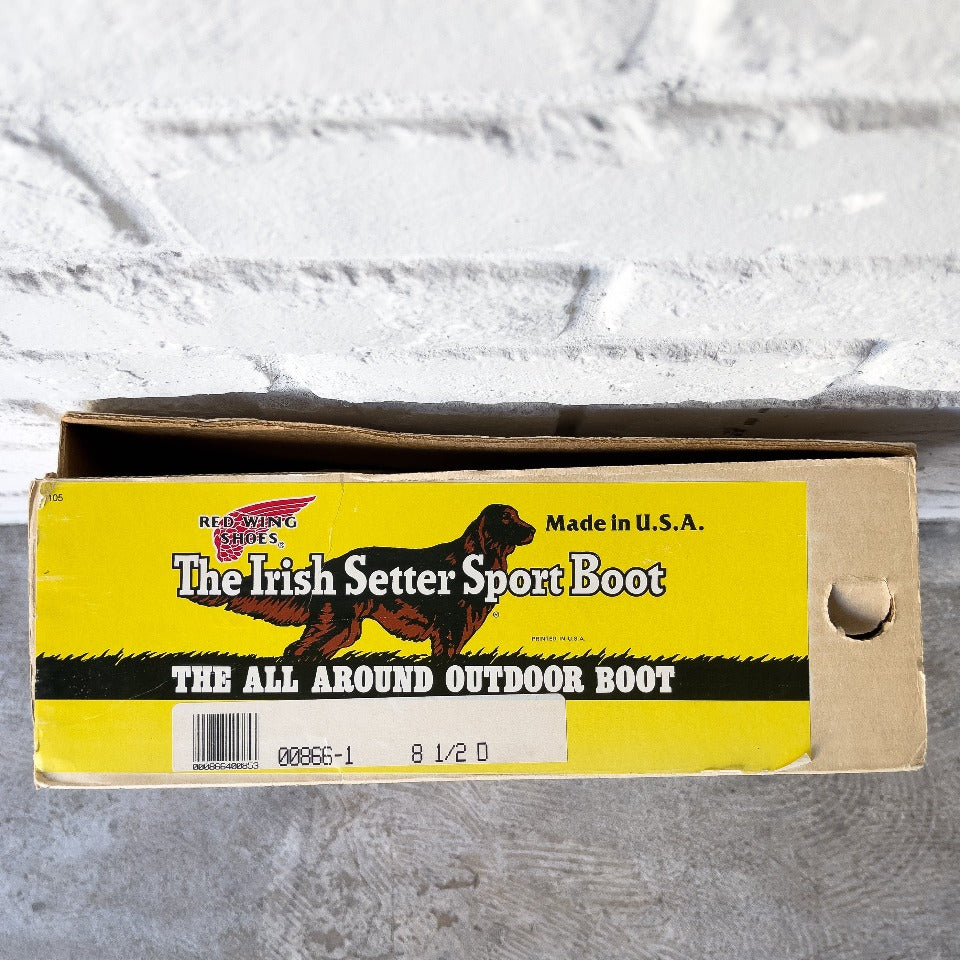 105
RED WING
SHOES®
Made in U.S.A.
The Irish Setter Sport Boot
®
PRINTED IN U.S.A.
THE ALL AROUND OUTDOOR BOOT
00866-1 8 1/2 D
000866400853